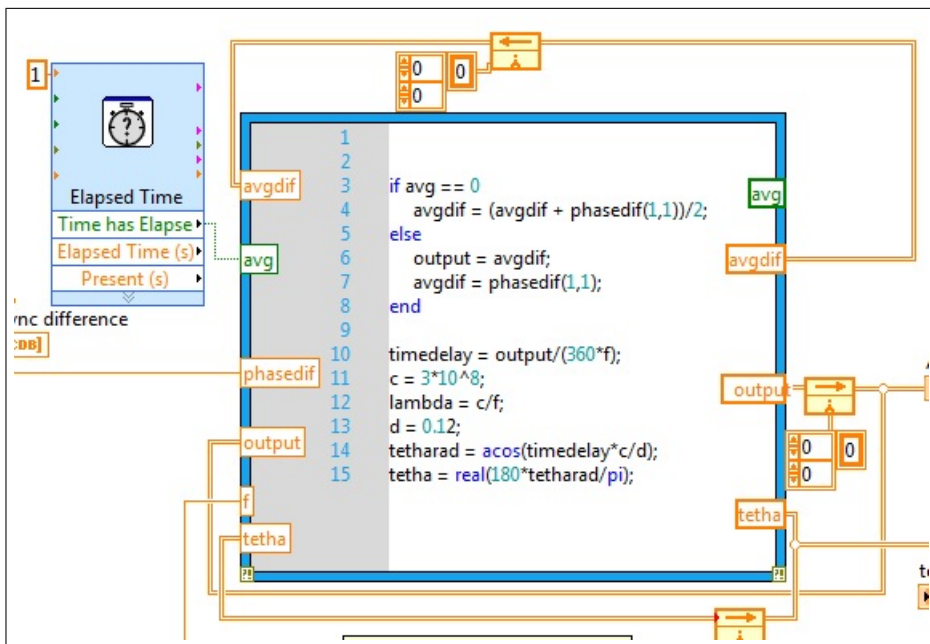 1
0
0
0
Elapsed Time
Time has Elapse
Elapsed Time (s)
Present (s)
ync difference
DB]
avgdif
avg
phasedif
output
f
tetha
1
2
3 if avg == 0
4 avgdif = (avgdif + phasedif(1,1))/2;
5 else
6 output = avgdif;
7 avgdif = phasedif(1,1);
8 end
9
10 timedelay = output/(360*f);
11 c = 3*10^8;
12 lambda = c/f;
13 d = 0.12;
14 tetharad = acos(timedelay*c/d);
15 tetha = real(180*tetharad/pi);
avg
avgdif
output
0
0
0
tetha